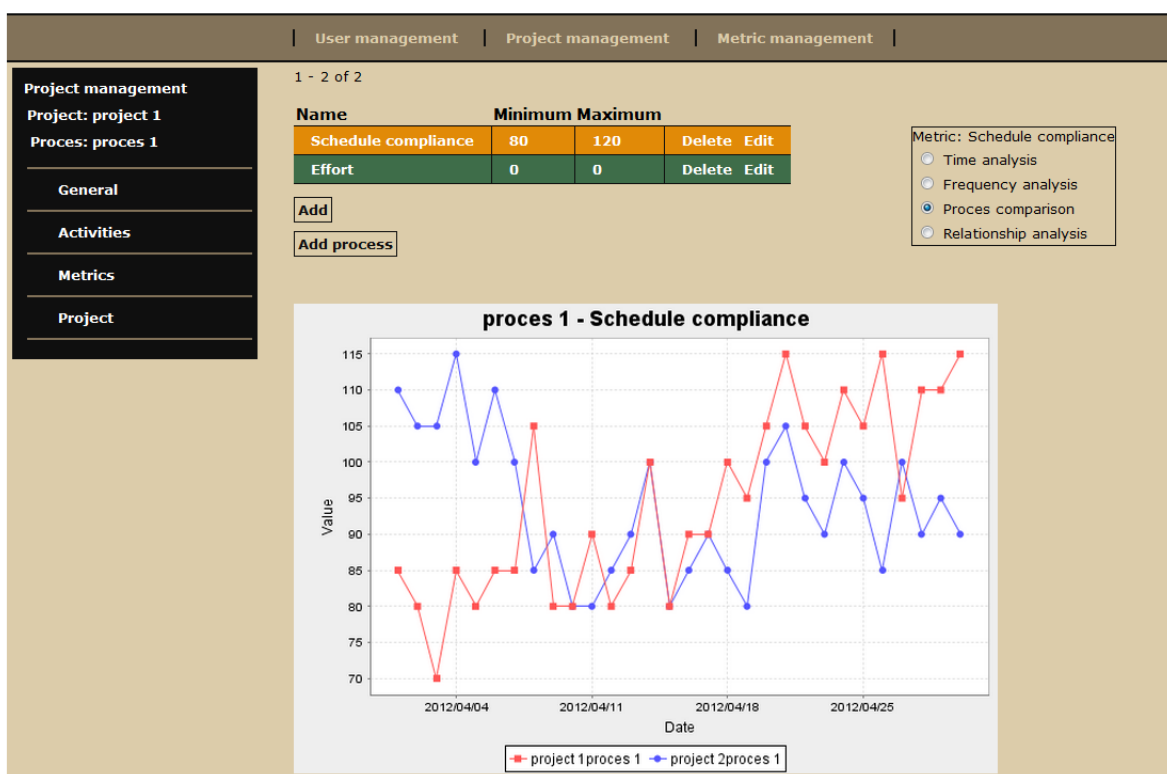 User management | Project management | Metric management
Project management
Project: project 1
Proces: proces 1
General
Activities
Metrics
Project
1 - 2 of 2
Name Minimum Maximum
Schedule compliance 80 120 Delete Edit
Effort 0 0 Delete Edit
Add
Add process
Metric: Schedule compliance
Time analysis
Frequency analysis
Proces comparison
Relationship analysis
proces 1 - Schedule compliance
Value
115
110
105
100
95
90
85
80
75
70
2012/04/04 2012/04/11 2012/04/18 2012/04/25
Date
project 1proces 1 project 2proces 1